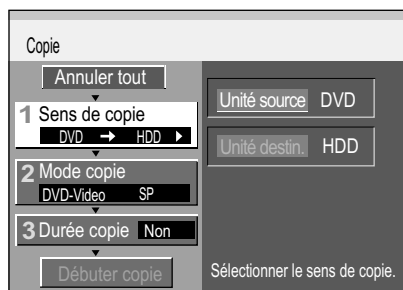 Copie
Annuler tout
1 Sens de copie
DVD → HDD ▶
2 Mode copie
DVD-Video SP
3 Durée copie Non
Débuter copie
Unité source DVD
Unité destin. HDD
Sélectionner le sens de copie.